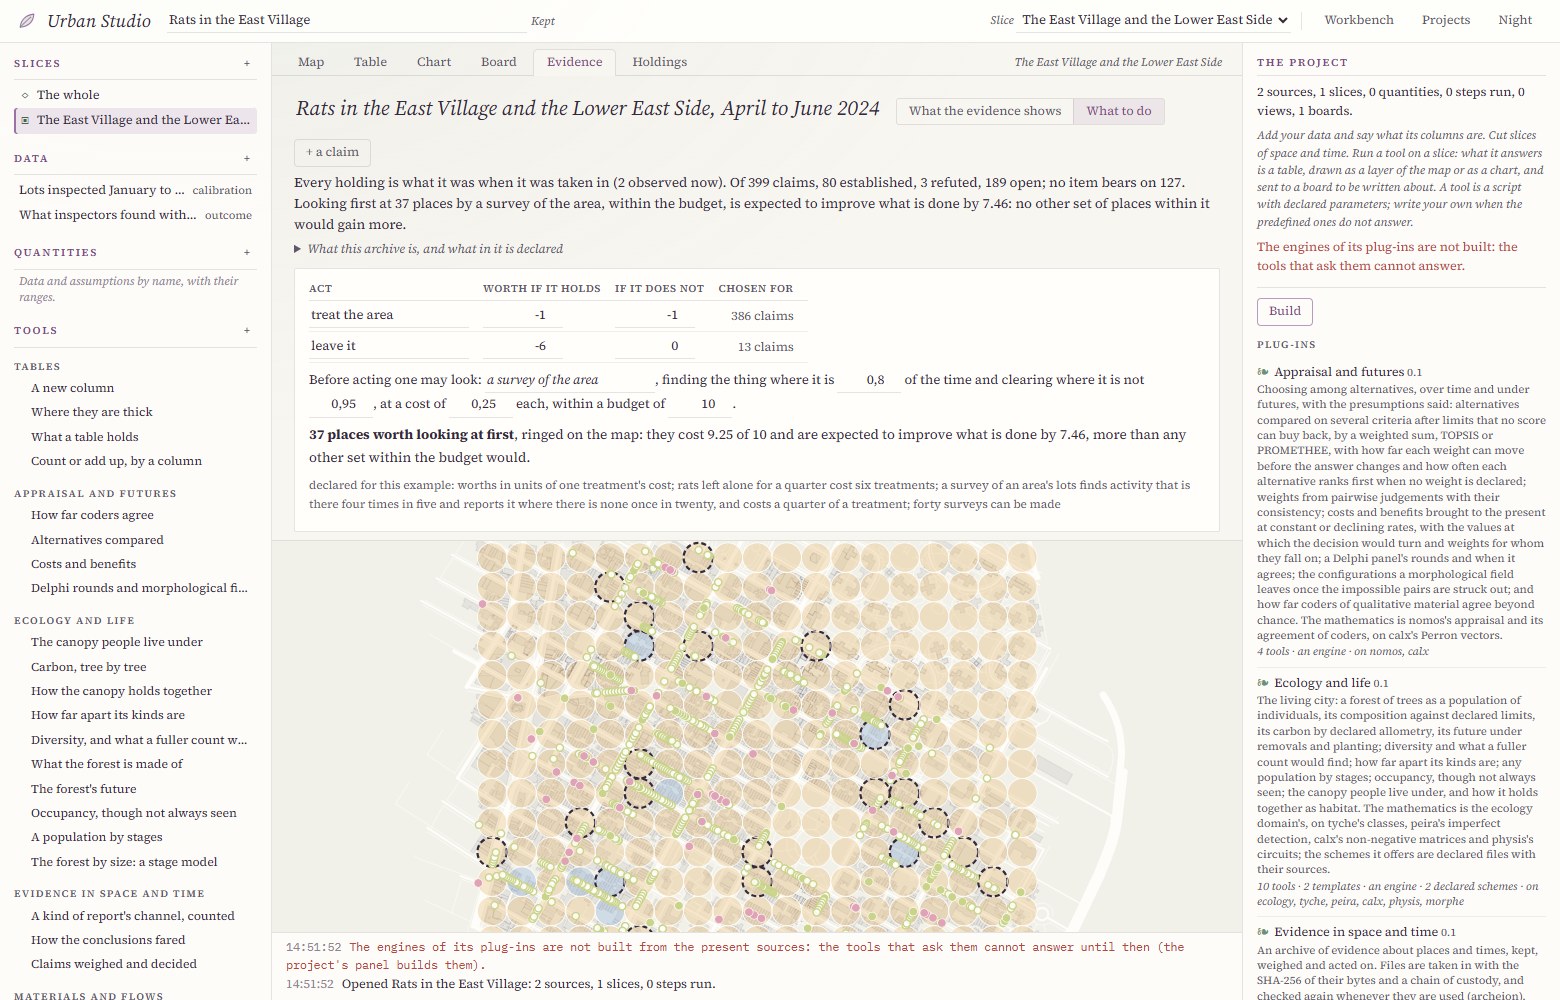 Urban Studio
Rats in the East Village
Kept
Slice
The East Village and the Lower East Side
Workbench
Projects
Night
SLICES
+
The whole
The East Village and the Lower Ea...
DATA
+
Lots inspected January to ... calibration
What inspectors found with... outcome
QUANTITIES
+
Data and assumptions by name, with their
ranges.
TOOLS
+
TABLES
A new column
Where they are thick
What a table holds
Count or add up, by a column
APPRAISAL AND FUTURES
How far coders agree
Alternatives compared
Costs and benefits
Delphi rounds and morphological fi...
ECOLOGY AND LIFE
The canopy people live under
Carbon, tree by tree
How the canopy holds together
How far apart its kinds are
Diversity, and what a fuller count w...
What the forest is made of
The forest's future
Occupancy, though not always seen
A population by stages
The forest by size: a stage model
EVIDENCE IN SPACE AND TIME
A kind of report's channel, counted
How the conclusions fared
Claims weighed and decided
MATERIALS AND FLOWS
Map
Table
Chart
Board
Evidence
Holdings
The East Village and the Lower East Side
Rats in the East Village and the Lower East Side, April to June 2024
What the evidence shows
What to do
+ a claim
Every holding is what it was when it was taken in (2 observed now). Of 399 claims, 80 established, 3 refuted, 189 open; no item bears on 127.
Looking first at 37 places by a survey of the area, within the budget, is expected to improve what is done by 7.46: no other set of places within it
would gain more.
What this archive is, and what in it is declared
ACT WORTH IF IT HOLDS IF IT DOES NOT CHOSEN FOR
treat the area -1 -1 386 claims
leave it -6 0 13 claims
Before acting one may look: a survey of the area , finding the thing where it is 0,8 of the time and clearing where it is not
0,95 , at a cost of 0,25 each, within a budget of 10 .
37 places worth looking at first, ringed on the map: they cost 9.25 of 10 and are expected to improve what is done by 7.46, more than any
other set within the budget would.
declared for this example: worths in units of one treatment's cost; rats left alone for a quarter cost six treatments; a survey of an area's lots finds activity that is
there four times in five and reports it where there is none once in twenty, and costs a quarter of a treatment; forty surveys can be made
14:51:52 The engines of its plug-ins are not built from the present sources: the tools that ask them cannot answer until then (the
project's panel builds them).
14:51:52 Opened Rats in the East Village: 2 sources, 1 slices, 0 steps run.
THE PROJECT
2 sources, 1 slices, 0 quantities, 0 steps run, 0
views, 1 boards.
Add your data and say what its columns are. Cut slices
of space and time. Run a tool on a slice: what it answers
is a table, drawn as a layer of the map or as a chart, and
sent to a board to be written about. A tool is a script
with declared parameters; write your own when the
predefined ones do not answer.
The engines of its plug-ins are not built: the
tools that ask them cannot answer.
Build
PLUG-INS
Appraisal and futures 0.1
Choosing among alternatives, over time and under
futures, with the presumptions said: alternatives
compared on several criteria after limits that no score
can buy back, by a weighted sum, TOPSIS or
PROMETHEE, with how far each weight can move
before the answer changes and how often each
alternative ranks first when no weight is declared;
weights from pairwise judgements with their
consistency; costs and benefits brought to the present
at constant or declining rates, with the values at
which the decision would turn and weights for whom
they fall on; a Delphi panel's rounds and when it
agrees; the configurations a morphological field
leaves once the impossible pairs are struck out; and
how far coders of qualitative material agree beyond
chance. The mathematics is nomos's appraisal and its
agreement of coders, on calx's Perron vectors.
4 tools · an engine · on nomos, calx
Ecology and life 0.1
The living city: a forest of trees as a population of
individuals, its composition against declared limits,
its carbon by declared allometry, its future under
removals and planting; diversity and what a fuller
count would find; how far apart its kinds are; any
population by stages; occupancy, though not always
seen; the canopy people live under, and how it holds
together as habitat. The mathematics is the ecology
domain's, on tyche's classes, peira's imperfect
detection, calx's non-negative matrices and physis's
circuits; the schemes it offers are declared files with
their sources.
10 tools · 2 templates · an engine · 2 declared schemes · on
ecology, tyche, peira, calx, physis, morphe
Evidence in space and time 0.1
An archive of evidence about places and times, kept,
weighed and acted on. Files are taken in with the
SHA-256 of their bytes and a chain of custody, and
checked again whenever they are used (archeion).